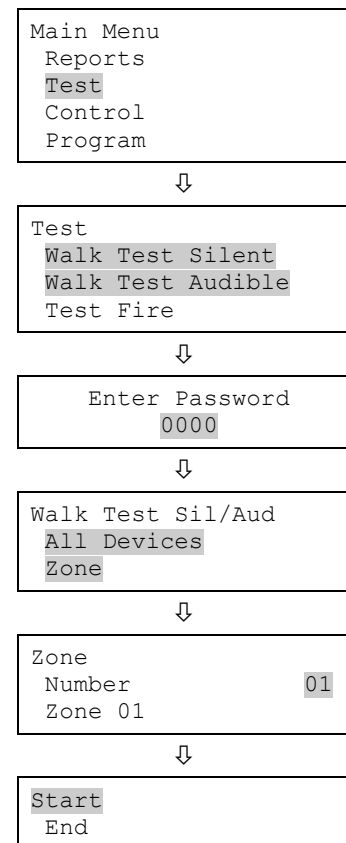 Main Menu
Reports
Test
Control
Program
⇩
Test
Walk Test Silent
Walk Test Audible
Test Fire
⇩
Enter Password
0000
⇩
Walk Test Sil/Aud
All Devices
Zone
⇩
Zone
Number 01
Zone 01
⇩
Start
End